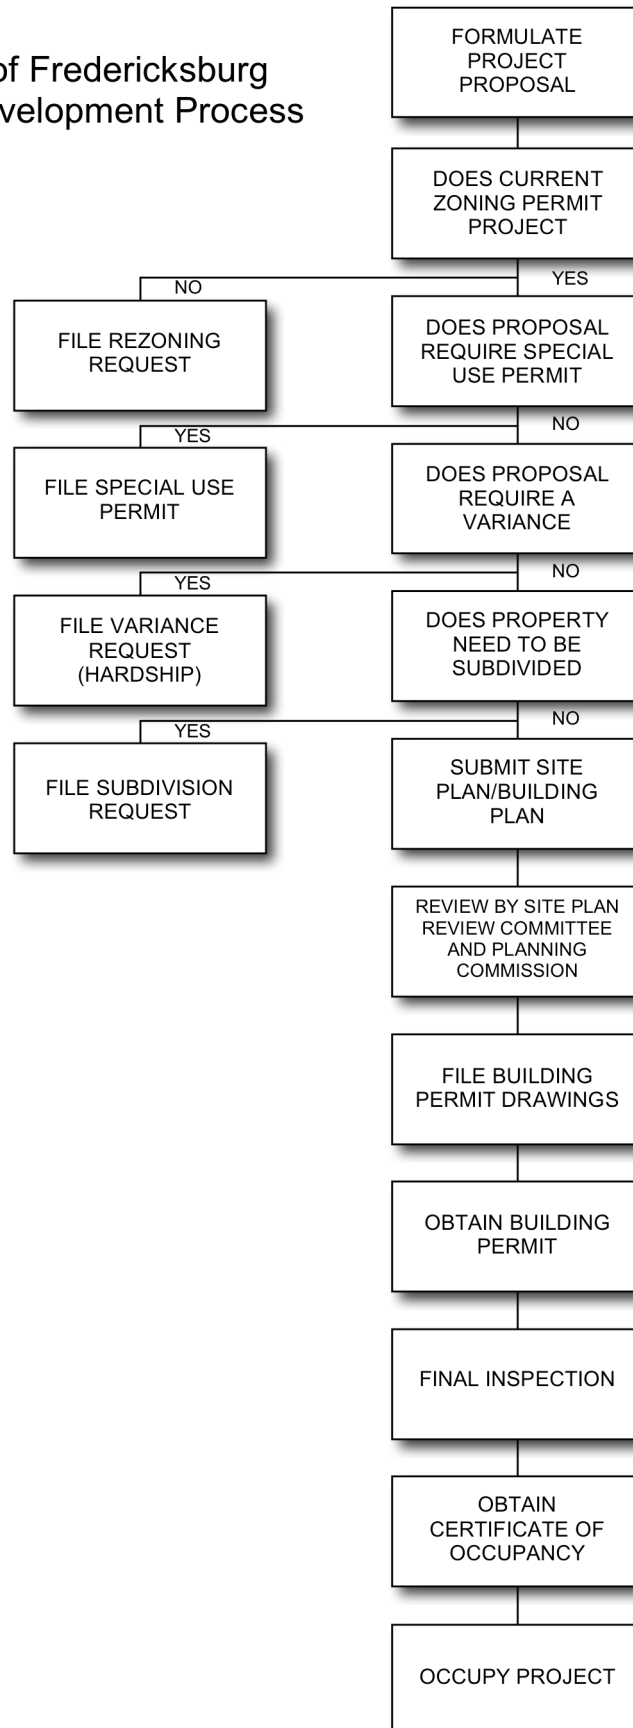 of Fredericksburg
velopment Process
FORMULATE
PROJECT
PROPOSAL
DOES CURRENT
ZONING PERMIT
PROJECT
NO
YES
FILE REZONING
REQUEST
DOES PROPOSAL
REQUIRE SPECIAL
USE PERMIT
YES
NO
FILE SPECIAL USE
PERMIT
DOES PROPOSAL
REQUIRE A
VARIANCE
YES
NO
FILE VARIANCE
REQUEST
(HARDSHIP)
DOES PROPERTY
NEED TO BE
SUBDIVIDED
YES
NO
FILE SUBDIVISION
REQUEST
SUBMIT SITE
PLAN/BUILDING
PLAN
REVIEW BY SITE PLAN
REVIEW COMMITTEE
AND PLANNING
COMMISSION
FILE BUILDING
PERMIT DRAWINGS
OBTAIN BUILDING
PERMIT
FINAL INSPECTION
OBTAIN
CERTIFICATE OF
OCCUPANCY
OCCUPY PROJECT